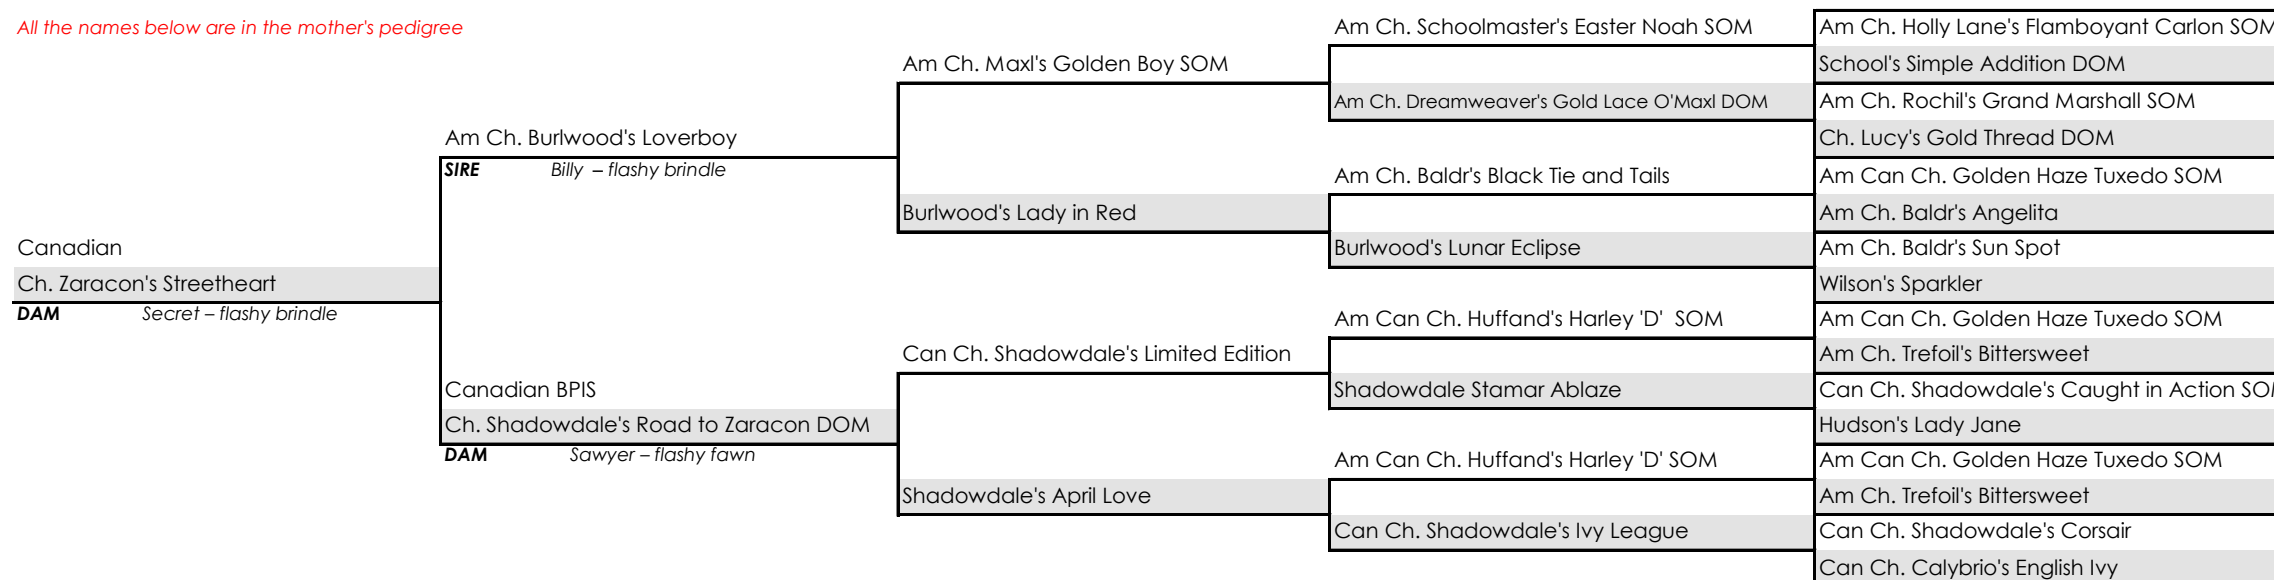 All the names below are in the mother's pedigree
Am Ch. Schoolmaster's Easter Noah SOM
Am Ch. Holly Lane's Flamboyant Carlon SOM
Am Ch. Maxl's Golden Boy SOM
School's Simple Addition DOM
Am Ch. Dreamweaver's Gold Lace O'Maxl DOM
Am Ch. Rochil's Grand Marshall SOM
Am Ch. Burlwood's Loverboy
Ch. Lucy's Gold Thread DOM
SIRE Billy – flashy brindle
Am Ch. Baldr's Black Tie and Tails
Am Can Ch. Golden Haze Tuxedo SOM
Burlwood's Lady in Red
Am Ch. Baldr's Angelita
Canadian
Burlwood's Lunar Eclipse
Am Ch. Baldr's Sun Spot
Ch. Zaracon's Streetheart
Wilson's Sparkler
DAM Secret – flashy brindle
Am Can Ch. Huffand's Harley 'D' SOM
Am Can Ch. Golden Haze Tuxedo SOM
Can Ch. Shadowdale's Limited Edition
Am Ch. Trefoil's Bittersweet
Canadian BPIS
Shadowdale Stamar Ablaze
Can Ch. Shadowdale's Caught in Action SOM
Ch. Shadowdale's Road to Zaracon DOM
Hudson's Lady Jane
DAM Sawyer – flashy fawn
Am Can Ch. Huffand's Harley 'D' SOM
Am Can Ch. Golden Haze Tuxedo SOM
Shadowdale's April Love
Am Ch. Trefoil's Bittersweet
Can Ch. Shadowdale's Ivy League
Can Ch. Shadowdale's Corsair
Can Ch. Calybrio's English Ivy